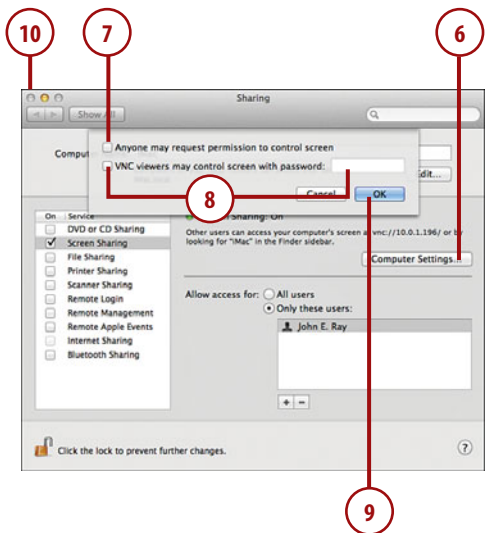 10
7
6
Sharing
Show All
Anyone may request permission to control screen
Comput
VNC viewers may control screen with password:
Edit...
8
Cancel
OK
On Service
Sharing: On
DVD or CD Sharing
Other users can access your computer's screen at vnc://10.0.1.196/ or by
looking for "iMac" in the Finder sidebar.
Screen Sharing
File Sharing
Computer Settings...
Printer Sharing
Scanner Sharing
Remote Login
Allow access for: All users
Remote Management
Only these users:
Remote Apple Events
John E. Ray
Internet Sharing
Bluetooth Sharing
+ -
Click the lock to prevent further changes.
?
9